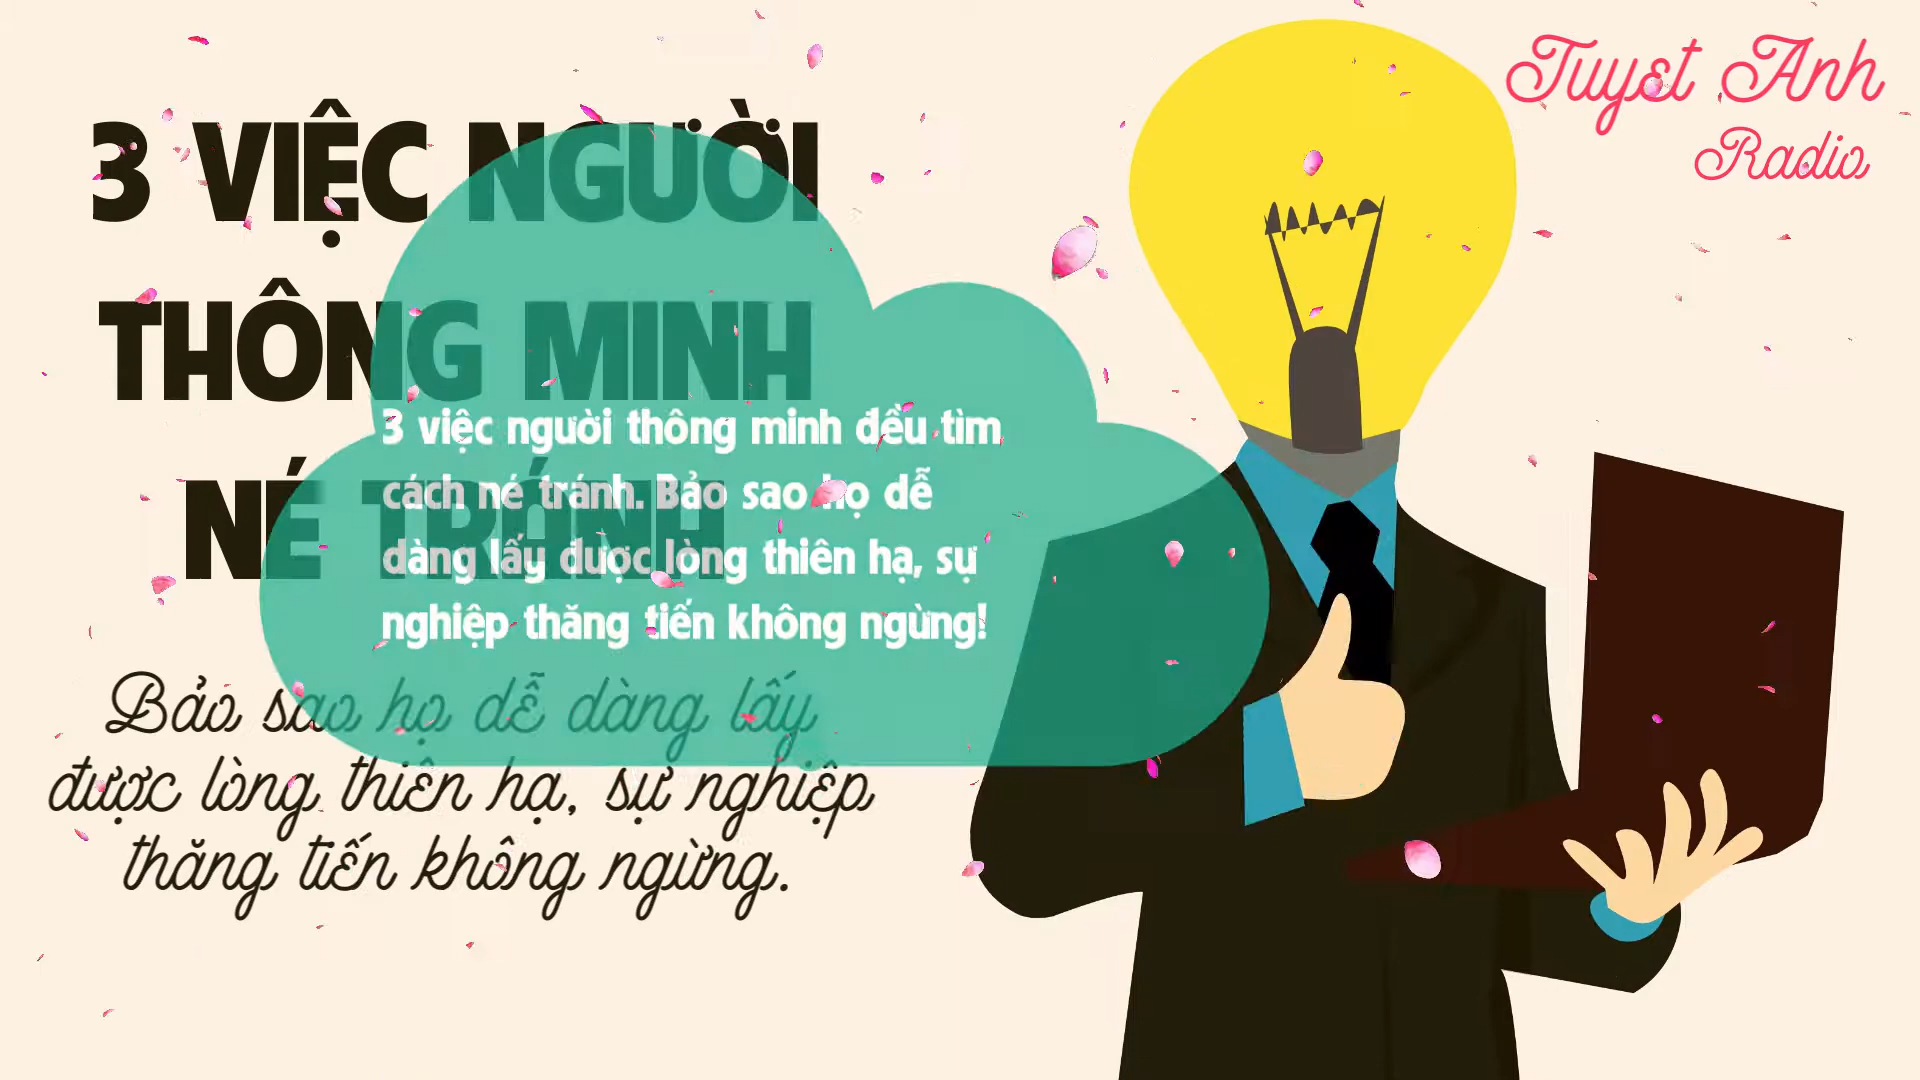 Tuyet Anh
Radio
3 VIỆC NGƯỜI
THÔNG MINH
NÉ TRÁNH
3 việc người thông minh đều tìm
cách né tránh. Bảo sao họ dễ
dàng lấy được lòng thiên hạ, sự
nghiệp thăng tiến không ngừng!
Bảo sao họ dễ dàng lấy
được lòng thiên hạ, sự nghiệp
thăng tiến không ngừng.